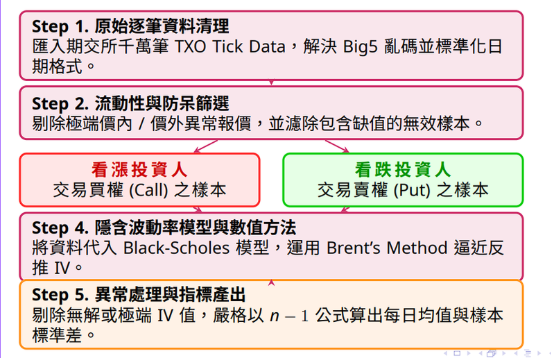 Step 1. 原始逐筆資料清理
匯入期交所千萬筆 TXO Tick Data，解決 Big5 亂碼並標準化日
期格式。
Step 2. 流動性與防呆篩選
剔除極端價內 / 價外異常報價，並濾除包含缺值的無效樣本。
看漲投資人
交易買權 (Call) 之樣本
看跌投資人
交易賣權 (Put) 之樣本
Step 4. 隱含波動率模型與數值方法
將資料代入 Black-Scholes 模型，運用 Brent’s Method 逼近反
推 IV。
Step 5. 異常處理與指標產出
剔除無解或極端 IV 值，嚴格以 n − 1 公式算出每日均值與樣本
標準差。